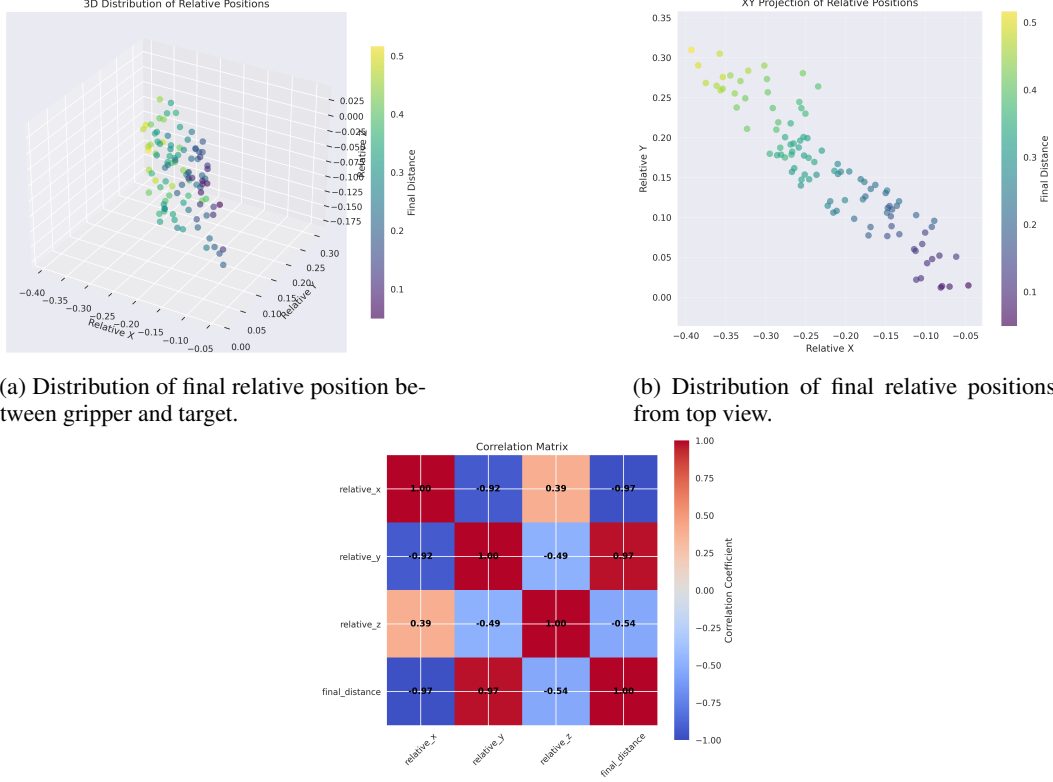 3D Distribution of Relative Positions
0.025
0.000
−0.025
−0.050
−0.075
−0.100
−0.125
−0.150
−0.175
Relative Z
0.30
0.25
0.20
0.15
0.10
0.05
0.00
Relative Y
−0.40
−0.35
−0.30
−0.25
−0.20
−0.15
−0.10
−0.05
Relative X
0.5
0.4
0.3
0.2
0.1
Final Distance
(a) Distribution of final relative position be-
tween gripper and target.
XY Projection of Relative Positions
0.35
0.30
0.25
0.20
0.15
0.10
0.05
0.00
Relative Y
−0.40 −0.35 −0.30 −0.25 −0.20 −0.15 −0.10 −0.05
Relative X
0.5
0.4
0.3
0.2
0.1
Final Distance
(b) Distribution of final relative positions
from top view.
Correlation Matrix
relative_x 1.00 -0.92 0.39 -0.97
relative_y -0.92 1.00 -0.49 0.97
relative_z 0.39 -0.49 1.00 -0.54
final_distance -0.97 0.97 -0.54 1.00
relative_x relative_y relative_z final_distance
1.00
0.75
0.50
0.25
0.00
−0.25
−0.50
−0.75
−1.00
Correlation Coefficient